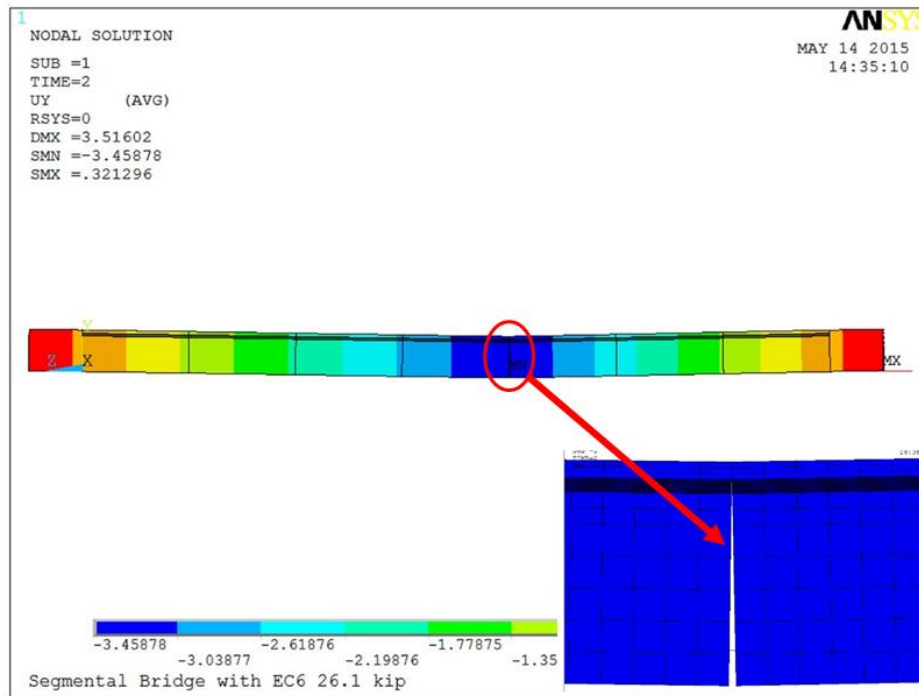 1
NODAL SOLUTION
SUB =1
TIME=2
UY (AVG)
RSYS=0
DMX =3.51602
SMN =-3.45878
SMX =.321296
ANSYS
MAY 14 2015
14:35:10
Y
Z X
MX
-3.45878 -2.61876 -1.77875
-3.03877 -2.19876 -1.35
Segmental Bridge with EC6 26.1 kip